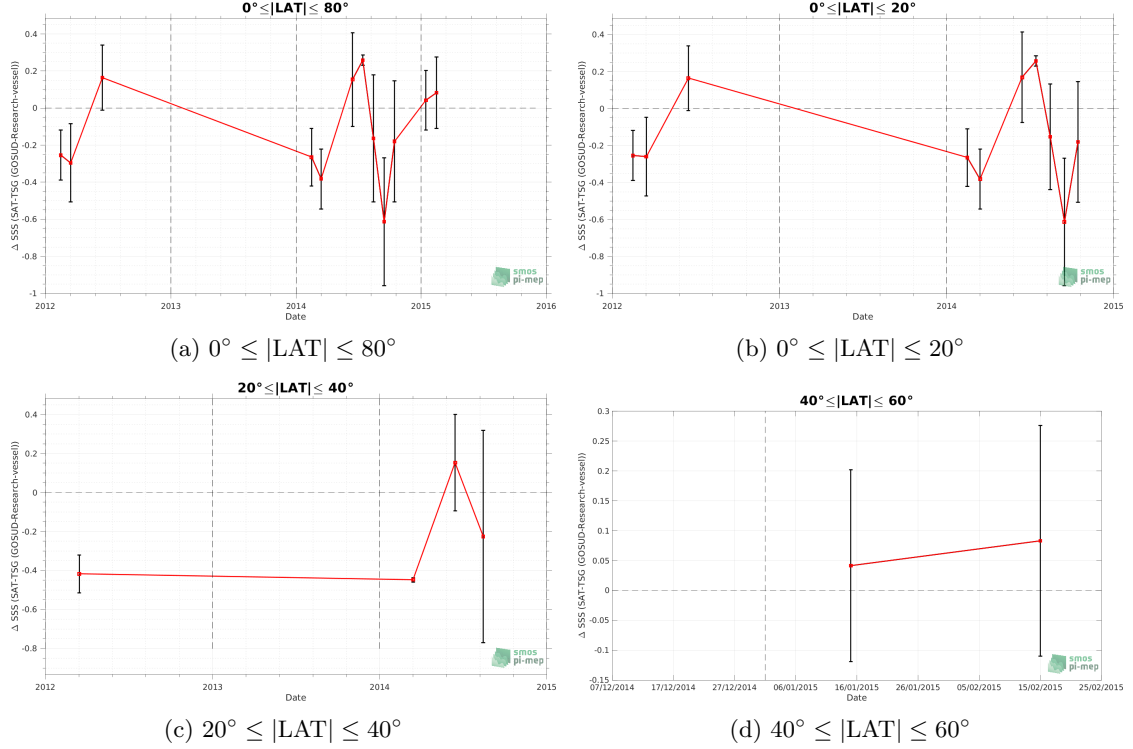 0°≤|LAT|≤ 80°
Δ SSS (SAT-TSG (GOSUD-Research-vessel))
0.4
0.2
0
-0.2
-0.4
-0.6
-0.8
-1
2012
2013
2014
2015
2016
Date
smos
pi-mep
(a) 0° ≤ |LAT| ≤ 80°
0°≤|LAT|≤ 20°
Δ SSS (SAT-TSG (GOSUD-Research-vessel))
0.4
0.2
0
-0.2
-0.4
-0.6
-0.8
-1
2012
2013
2014
2015
Date
smos
pi-mep
(b) 0° ≤ |LAT| ≤ 20°
20°≤|LAT|≤ 40°
Δ SSS (SAT-TSG (GOSUD-Research-vessel))
0.4
0.2
0
-0.2
-0.4
-0.6
-0.8
2012
2013
2014
2015
Date
smos
pi-mep
(c) 20° ≤ |LAT| ≤ 40°
40°≤|LAT|≤ 60°
Δ SSS (SAT-TSG (GOSUD-Research-vessel))
0.3
0.25
0.2
0.15
0.1
0.05
0
-0.05
-0.1
-0.15
07/12/2014
17/12/2014
27/12/2014
06/01/2015
16/01/2015
26/01/2015
05/02/2015
15/02/2015
25/02/2015
Date
smos
pi-mep
(d) 40° ≤ |LAT| ≤ 60°